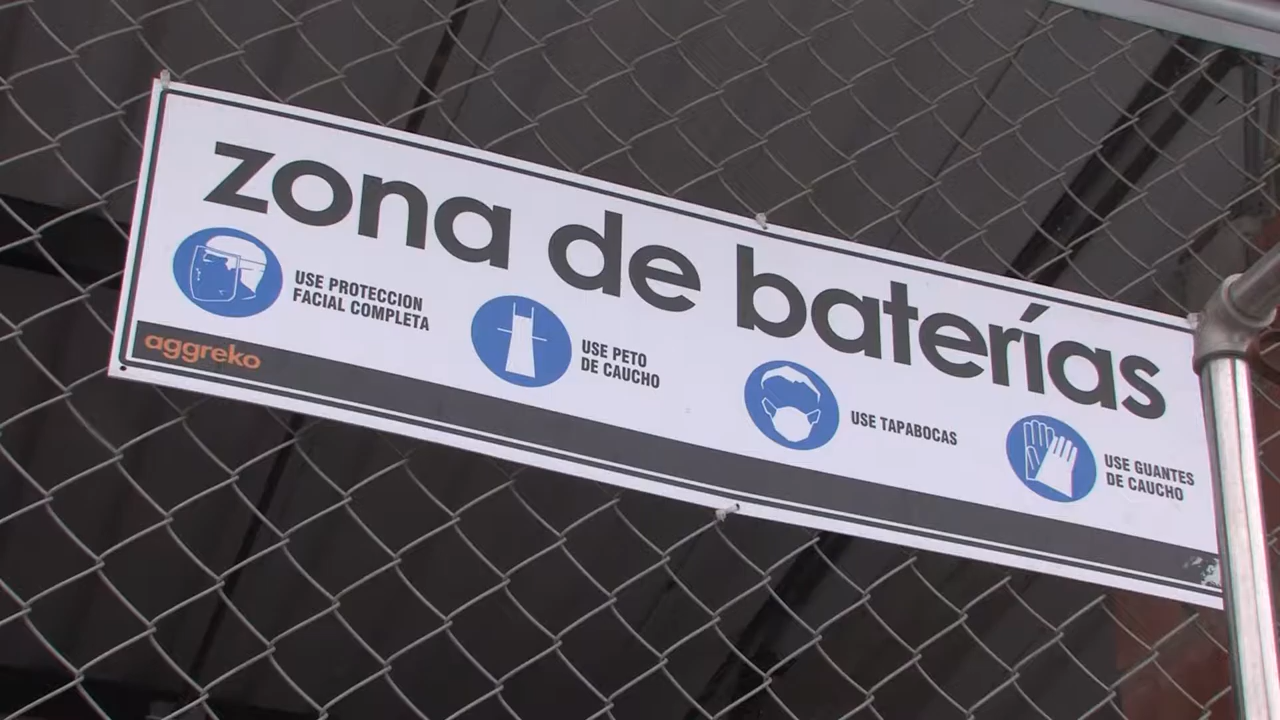 zona de baterías
USE PROTECCION
FACIAL COMPLETA
USE PETO
DE CAUCHO
USE TAPABOCAS
USE GUANTES
DE CAUCHO
aggreko